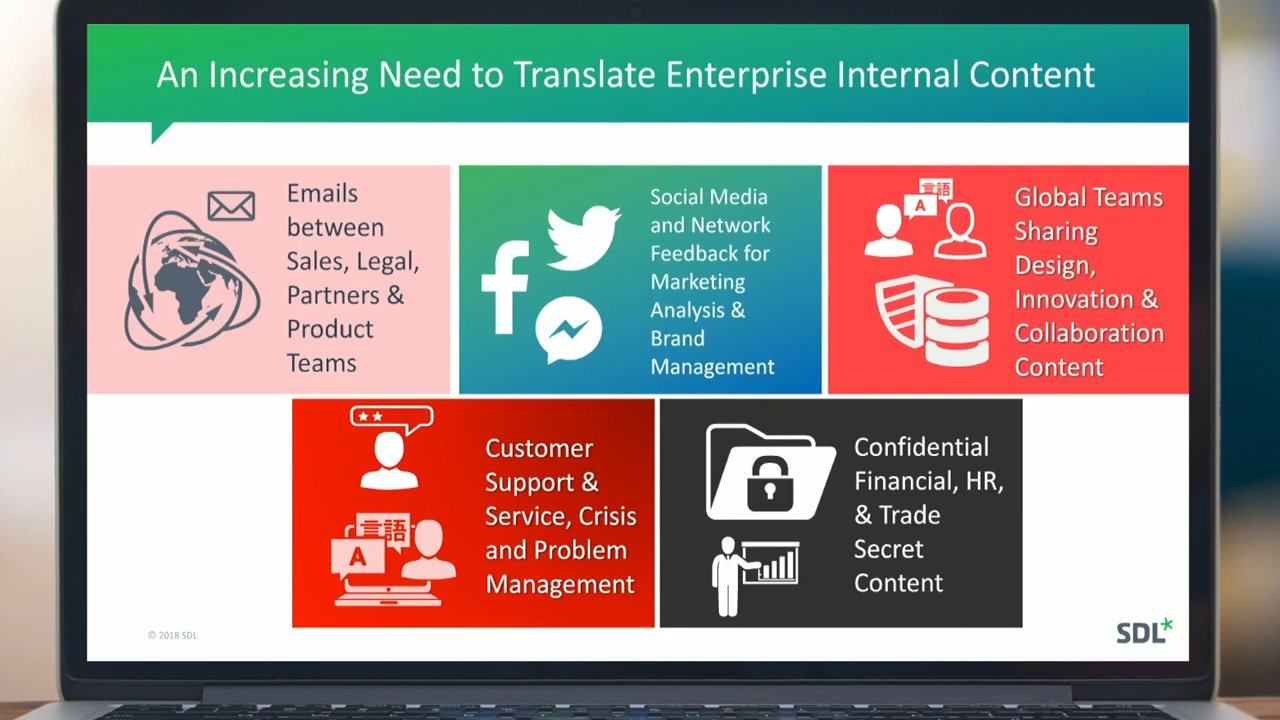 An Increasing Need to Translate Enterprise Internal Content
Emails
between
Sales, Legal,
Partners &
Product
Teams
Social Media
and Network
Feedback for
Marketing
Analysis &
Brand
Management
言語
A
Global Teams
Sharing
Design,
Innovation &
Collaboration
Content
言語
A
Customer
Support &
Service, Crisis
and Problem
Management
Confidential
Financial, HR,
& Trade
Secret
Content
© 2018 SDL
SDL*